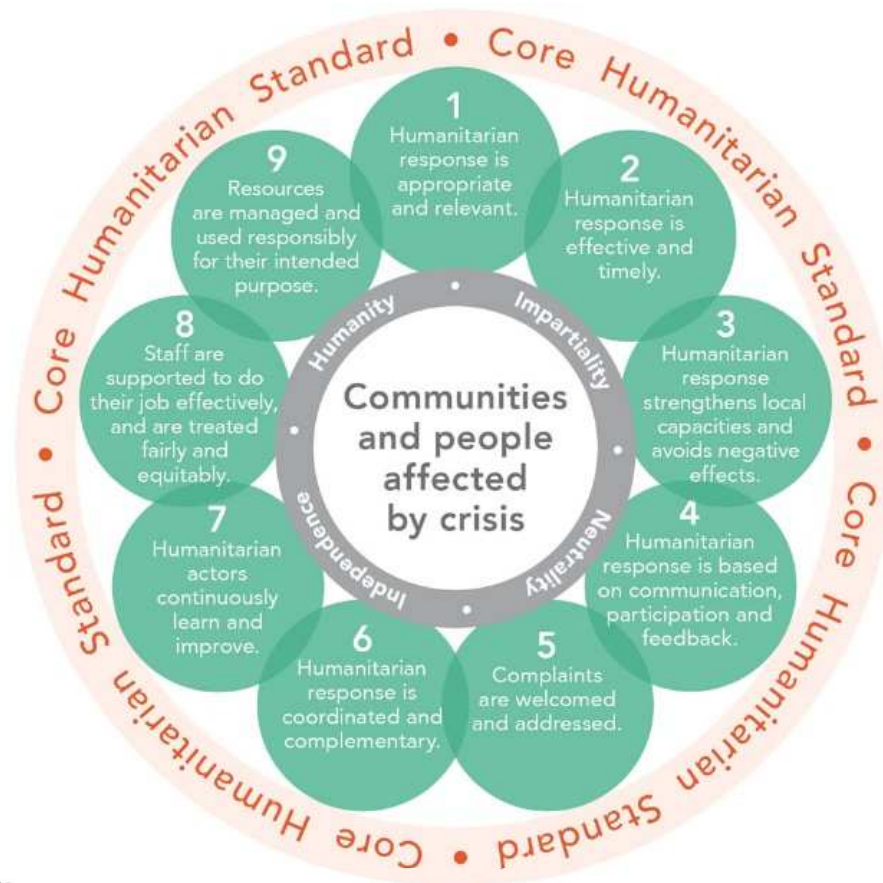 Core Humanitarian Standard • Core Humanitarian Standard • Core Humanitarian Standard • Core Humanitarian Standard •
1
Humanitarian
response is
appropriate
and relevant.
2
Humanitarian
response is
effective and
timely.
3
Humanitarian
response
strengthens local
capacities and
avoids negative
effects.
4
Humanitarian
response is based
on communication,
participation and
feedback.
5
Complaints
are welcomed
and addressed.
6
Humanitarian
response is
coordinated and
complementary.
7
Humanitarian
actors
continuously
learn and
improve.
8
Staff are
supported to do
their job effectively,
and are treated
fairly and
equitably.
9
Resources
are managed and
used responsibly
for their intended
purpose.
Humanity • Impartiality • Neutrality • Independence •
Communities
and people
affected
by crisis